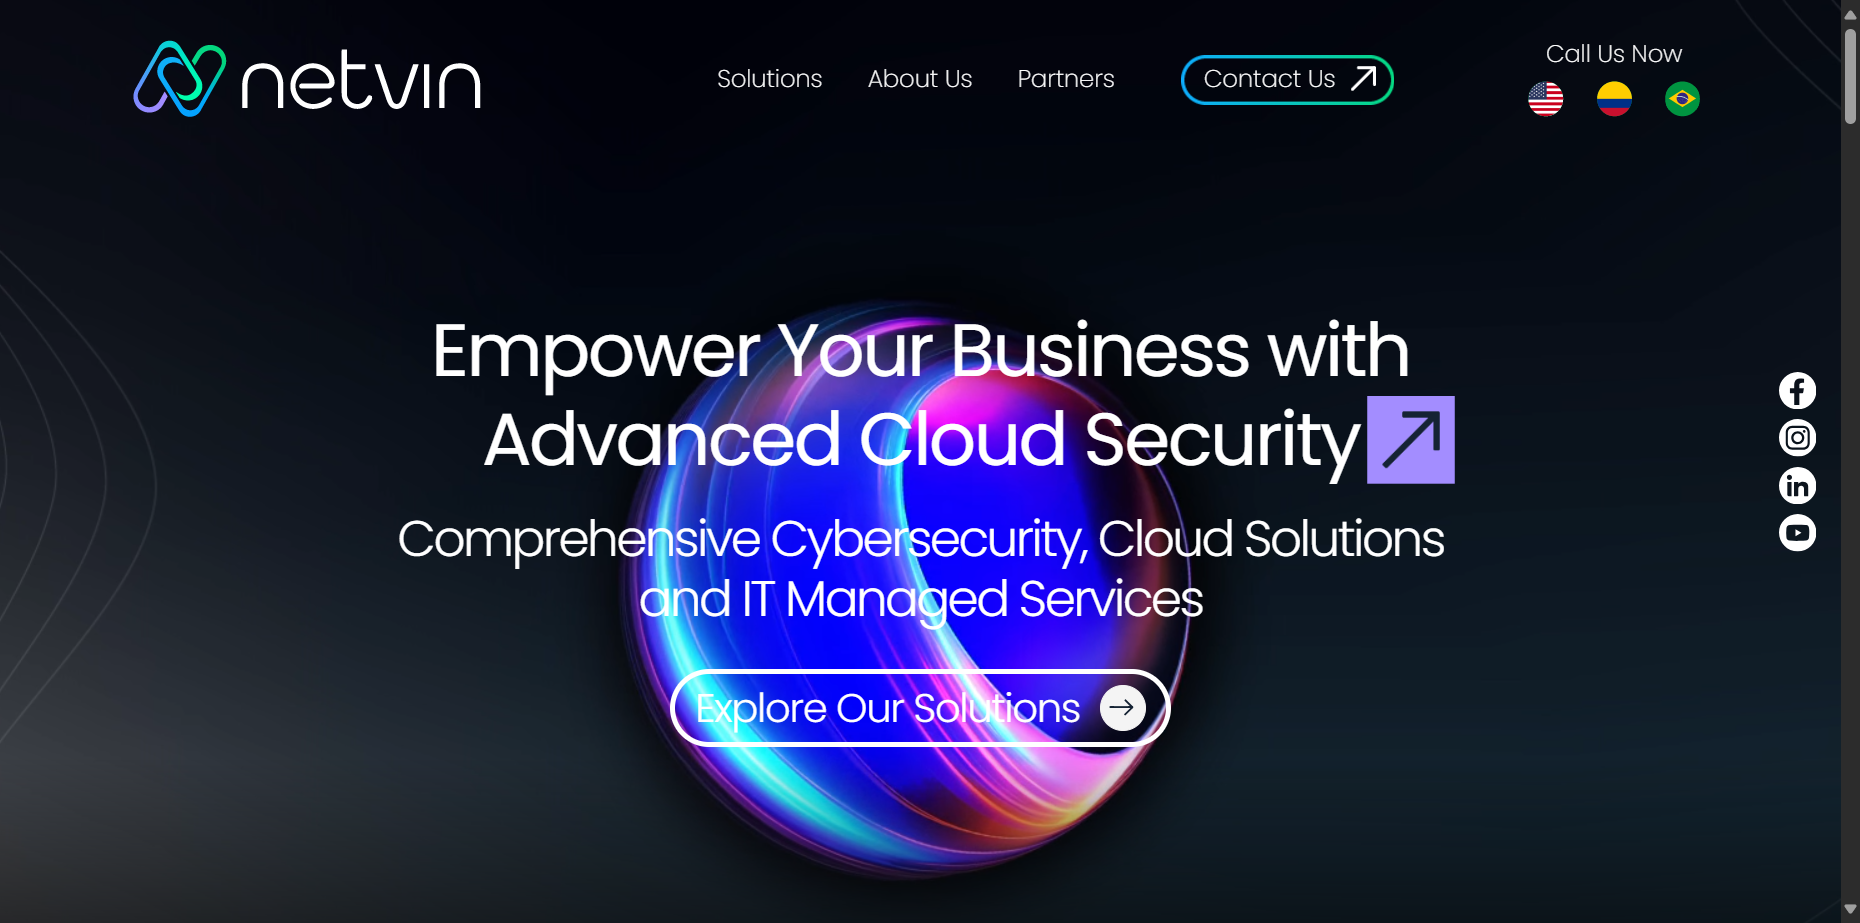 netvin
Solutions
About Us
Partners
Contact Us
Call Us Now
Empower Your Business with
Advanced Cloud Security
Comprehensive Cybersecurity, Cloud Solutions
and IT Managed Services
Explore Our Solutions